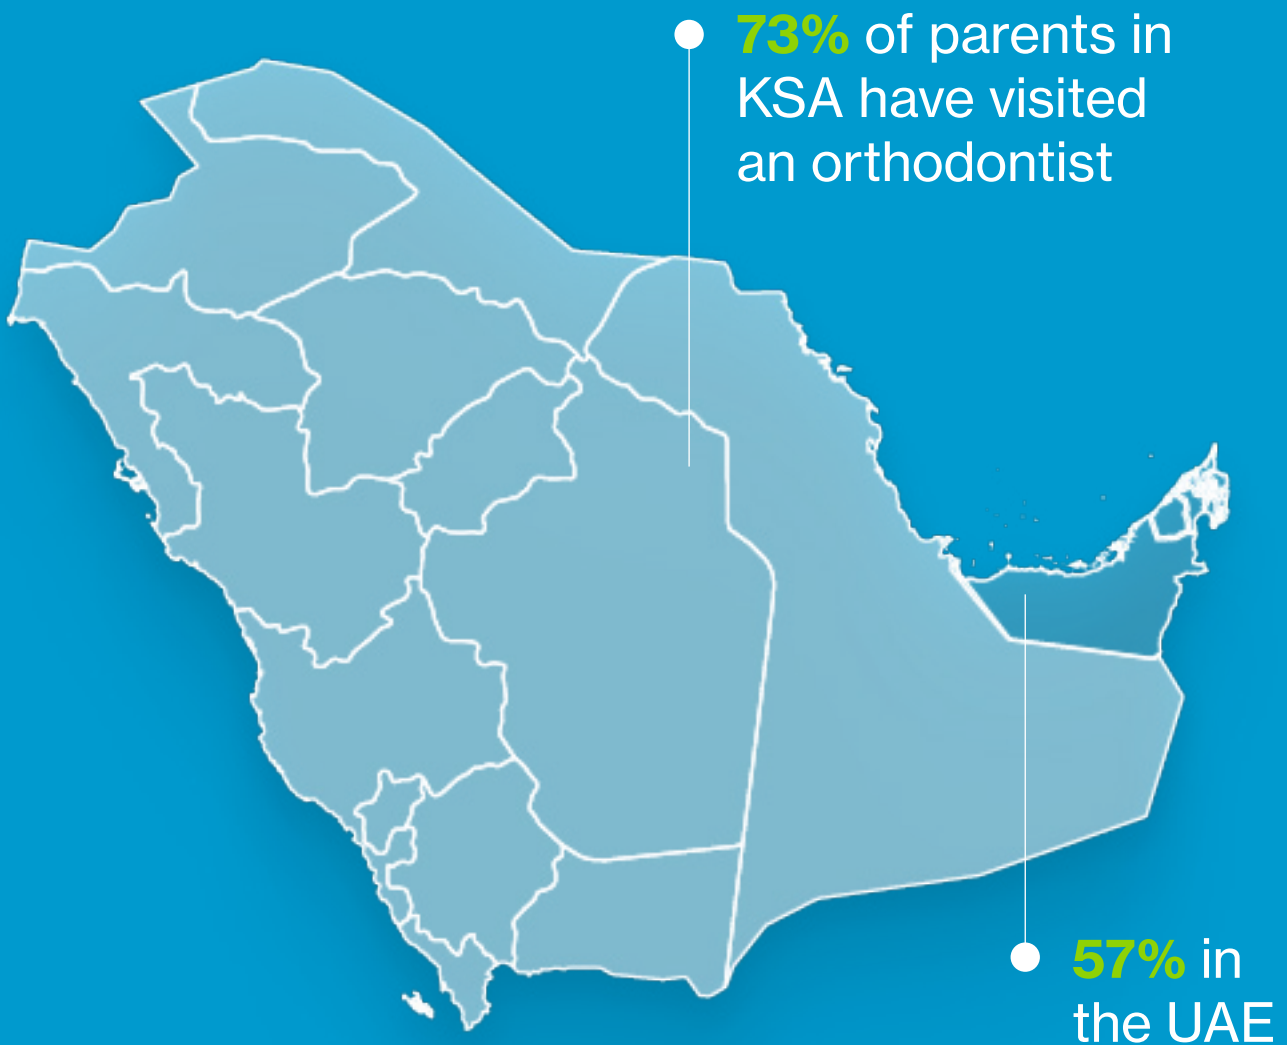 73% of parents in
KSA have visited
an orthodontist
57% in
the UAE